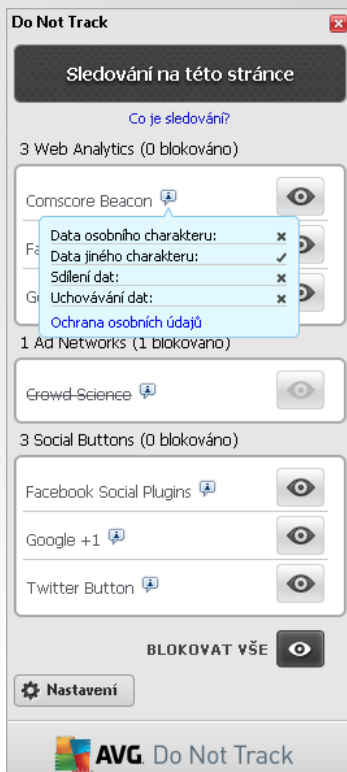 Do Not Track
Sledování na této stránce
Co je sledování?
3 Web Analytics (0 blokováno)
Comscore Beacon
Data osobního charakteru:
Data jiného charakteru:
Sdílení dat:
Uchovávání dat:
Ochrana osobních údajů
1 Ad Networks (1 blokováno)
Crowd Science
3 Social Buttons (0 blokováno)
Facebook Social Plugins
Google +1
Twitter Button
BLOKOVAT VŠE
Nastavení
AVG. Do Not Track